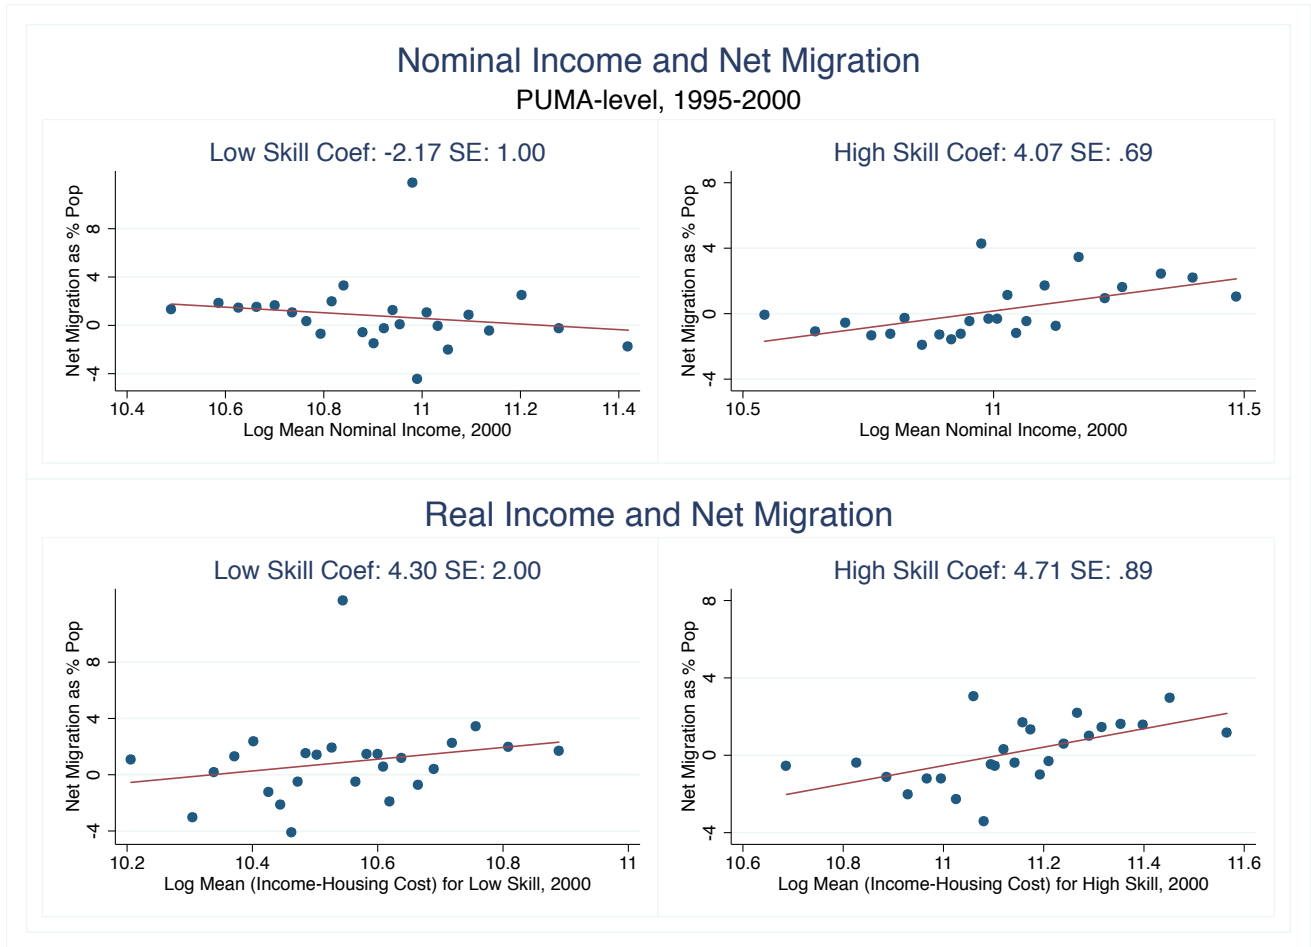 Nominal Income and Net Migration
PUMA-level, 1995-2000
Low Skill Coef: -2.17 SE: 1.00
Net Migration as % Pop
8
4
0
-4
10.4 10.6 10.8 11 11.2 11.4
Log Mean Nominal Income, 2000
High Skill Coef: 4.07 SE: .69
Net Migration as % Pop
8
4
0
-4
10.5 11 11.5
Log Mean Nominal Income, 2000
Real Income and Net Migration
Low Skill Coef: 4.30 SE: 2.00
Net Migration as % Pop
8
4
0
-4
10.2 10.4 10.6 10.8 11
Log Mean (Income-Housing Cost) for Low Skill, 2000
High Skill Coef: 4.71 SE: .89
Net Migration as % Pop
8
4
0
-4
10.6 10.8 11 11.2 11.4 11.6
Log Mean (Income-Housing Cost) for High Skill, 2000